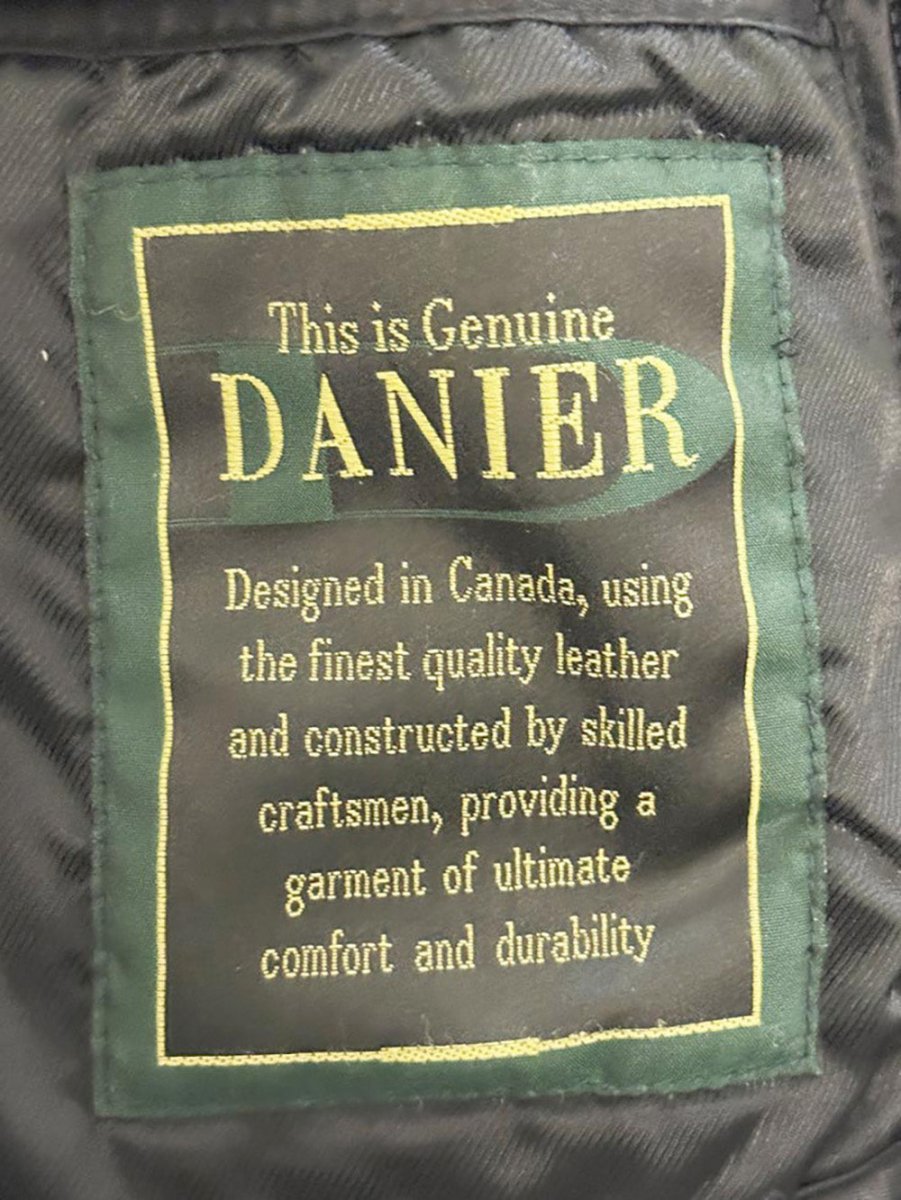 This is Genuine
DANIER
Designed in Canada, using
the finest quality leather
and constructed by skilled
craftsmen, providing a
garment of ultimate
comfort and durability